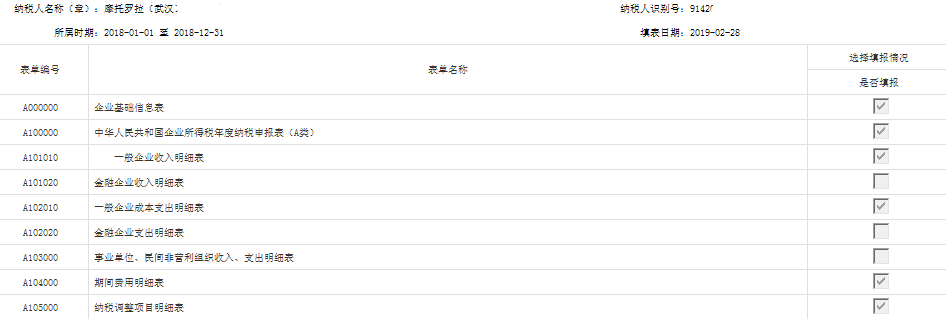 纳税人名称（章）：摩托罗拉（武汉） 纳税人识别号：9142
所属时期：2018-01-01 至 2018-12-31 填表日期：2019-02-28
表单编号 表单名称 选择填报情况
是否填报
A000000 企业基础信息表
A100000 中华人民共和国企业所得税年度纳税申报表（A类）
A101010 一般企业收入明细表
A101020 金融企业收入明细表
A102010 一般企业成本支出明细表
A102020 金融企业支出明细表
A103000 事业单位、民间非营利组织收入、支出明细表
A104000 期间费用明细表
A105000 纳税调整项目明细表